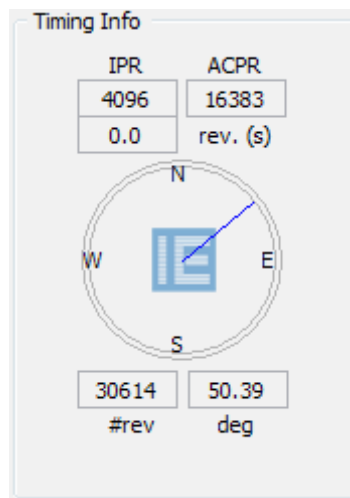 Timing Info
IPR ACPR
4096 16383
0.0 rev. (s)
N
W E
S
30614 50.39
#rev deg